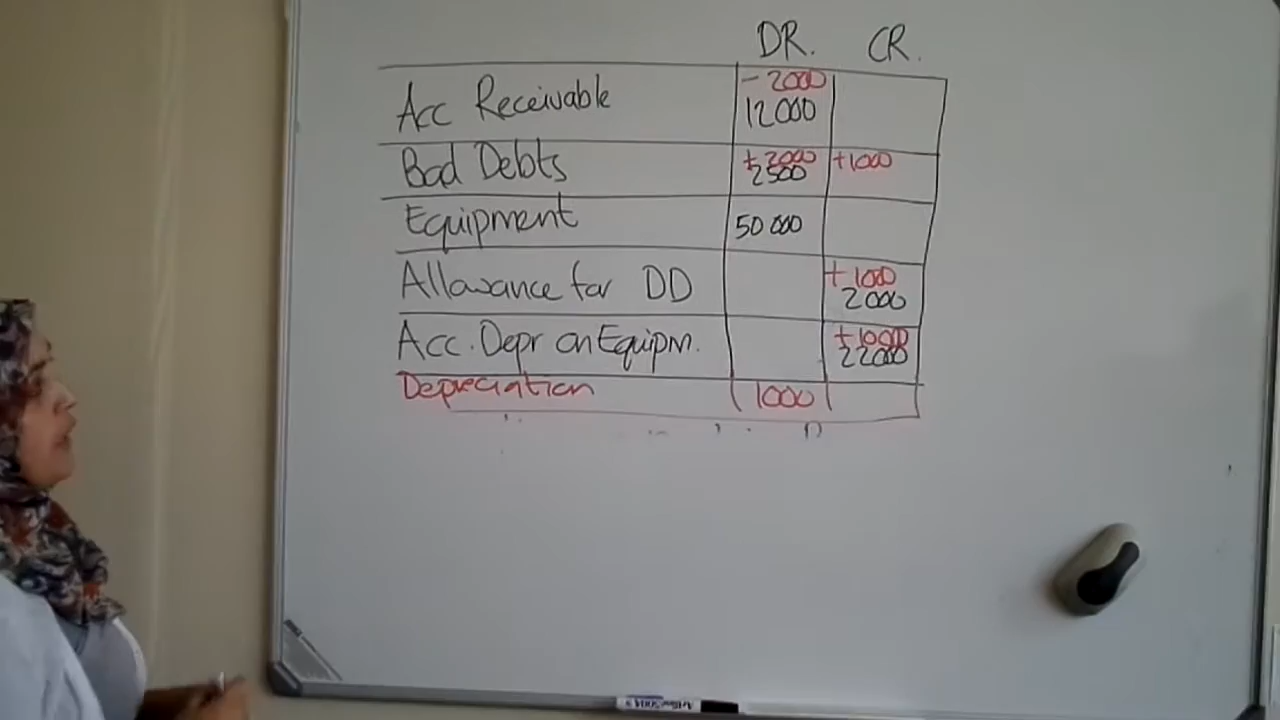 DR. CR.
- 2000
Acc Receivable 12000
Bad Debts +2000 +1000
2500
Equipment 50 000
Allowance for DD +1000
2000
Acc. Depr on Equipm. +1000
22000
Depreciation 1000